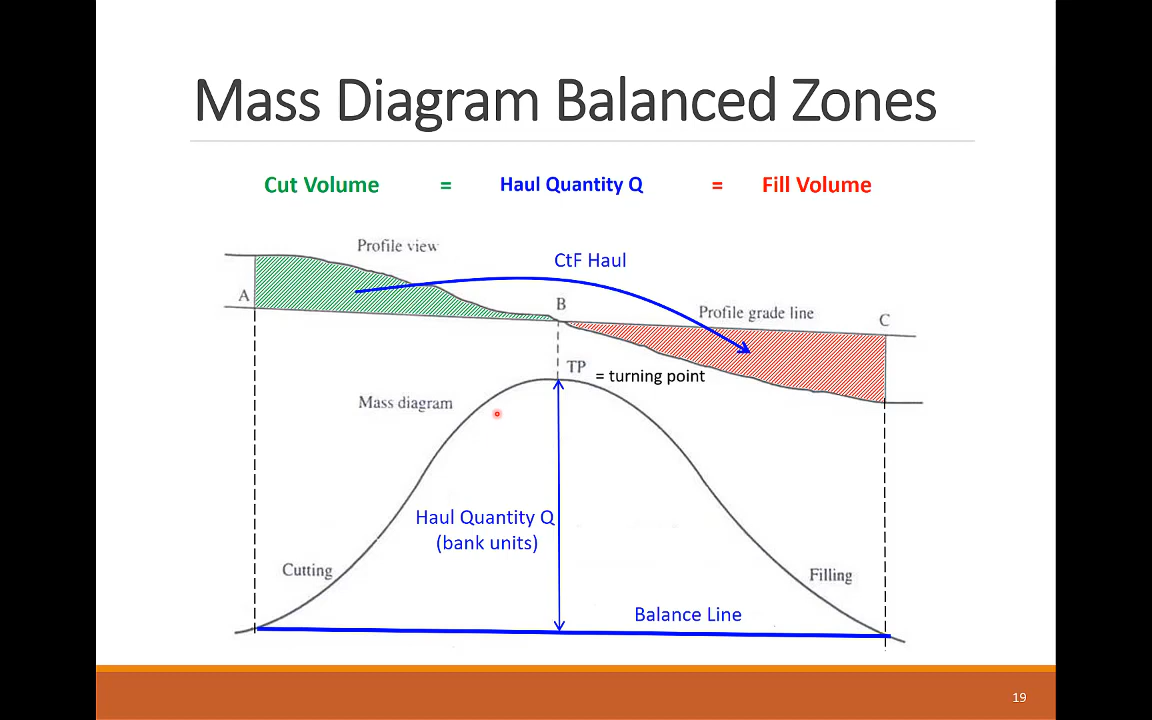 Mass Diagram Balanced Zones
Cut Volume = Haul Quantity Q = Fill Volume
Profile view
CtF Haul
A
B
Profile grade line
C
TP = turning point
Mass diagram
Haul Quantity Q
(bank units)
Cutting
Filling
Balance Line
19